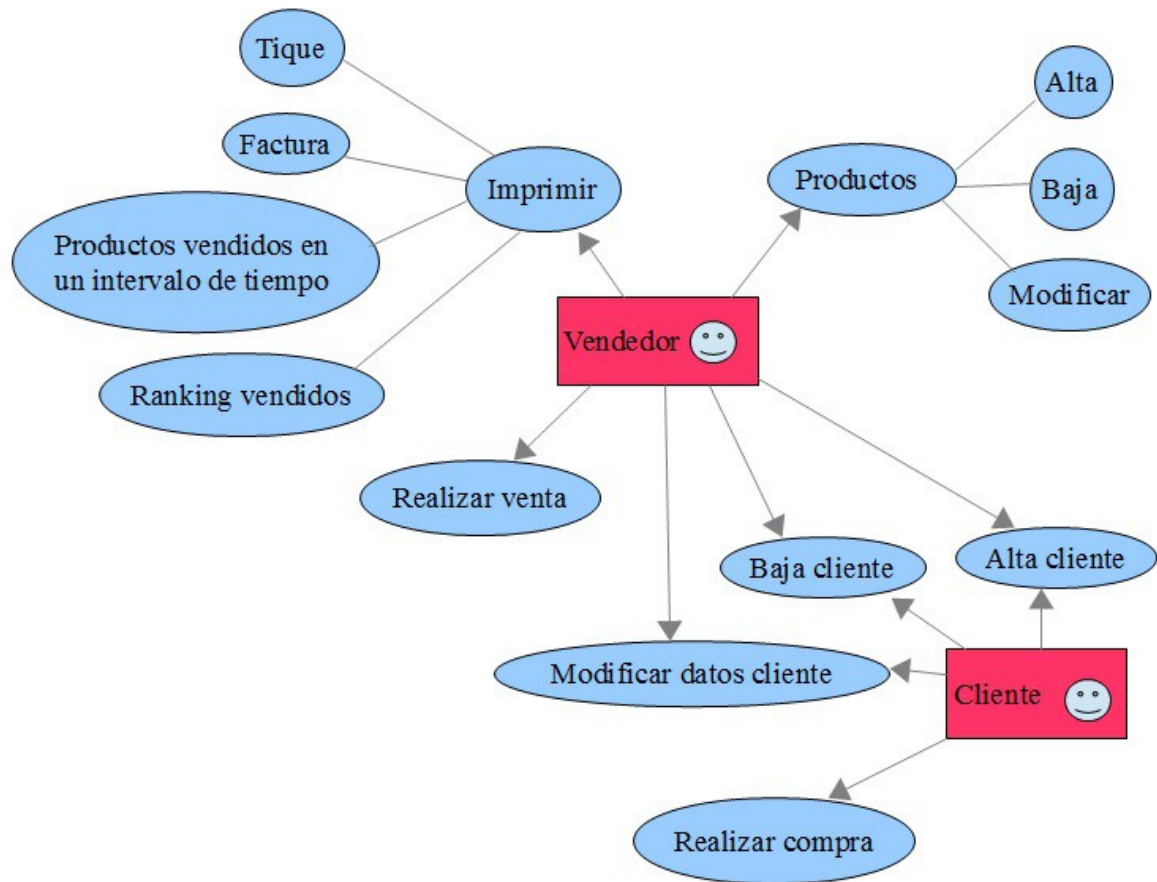 Tique
Alta
Factura
Imprimir
Productos
Baja
Productos vendidos en
un intervalo de tiempo
Modificar
Vendedor
Ranking vendidos
Realizar venta
Baja cliente
Alta cliente
Modificar datos cliente
Cliente
Realizar compra